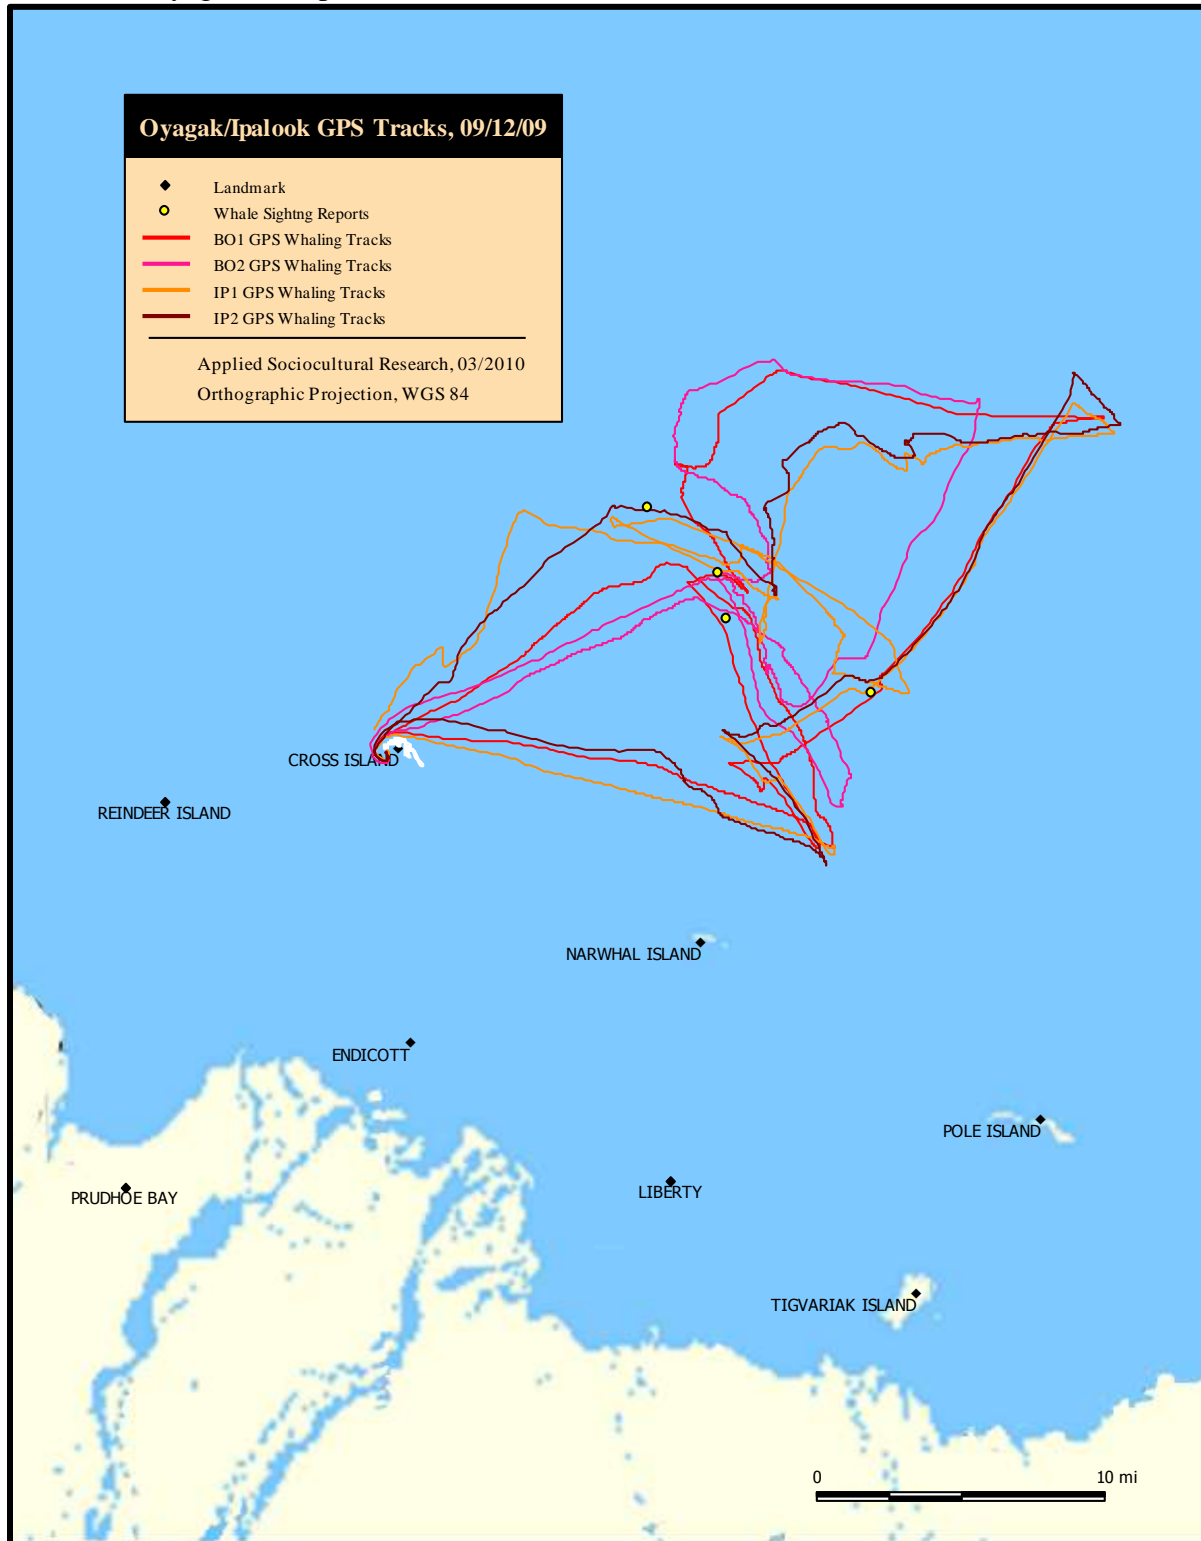 Oyagak/Ipalook GPS Tracks, 09/12/09
Landmark
Whale Sightng Reports
BO1 GPS Whaling Tracks
BO2 GPS Whaling Tracks
IP1 GPS Whaling Tracks
IP2 GPS Whaling Tracks
Applied Sociocultural Research, 03/2010
Orthographic Projection, WGS 84
CROSS ISLAND
REINDEER ISLAND
NARWHAL ISLAND
ENDICOTT
POLE ISLAND
PRUDHOE BAY
LIBERTY
TIGVARIAK ISLAND
0 10 mi